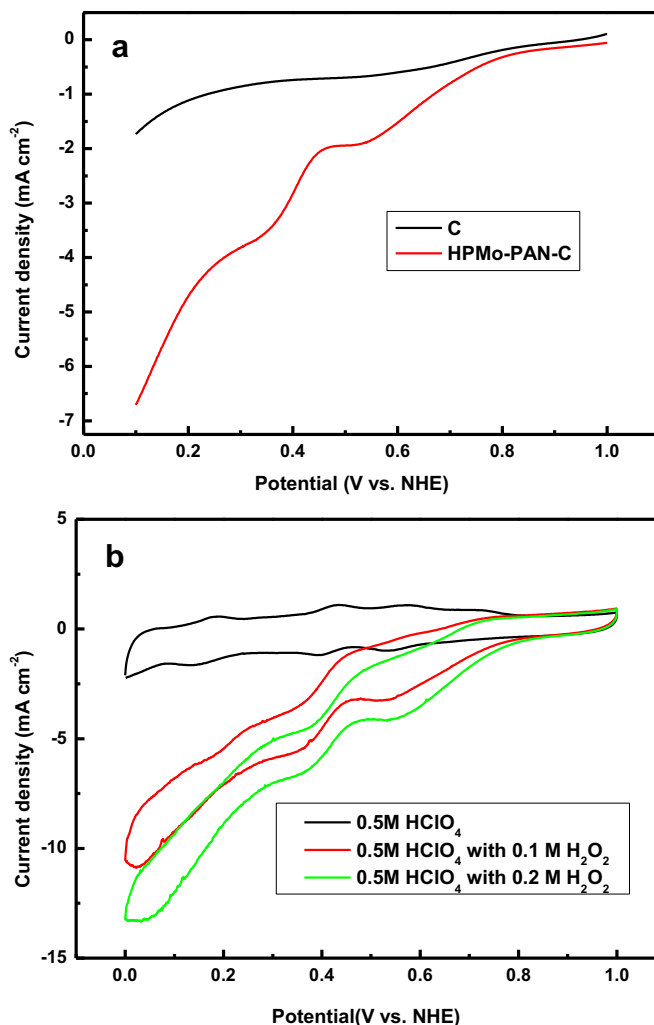 a
0
-1
-2
-3
-4
-5
-6
-7
Current density (mA cm⁻²)
C
HPMo-PAN-C
0.0 0.2 0.4 0.6 0.8 1.0
Potential (V vs. NHE)
b
5
0
-5
-10
-15
Current density (mA cm⁻²)
0.5M HClO₄
0.5M HClO₄ with 0.1 M H₂O₂
0.5M HClO₄ with 0.2 M H₂O₂
0.0 0.2 0.4 0.6 0.8 1.0
Potential(V vs. NHE)